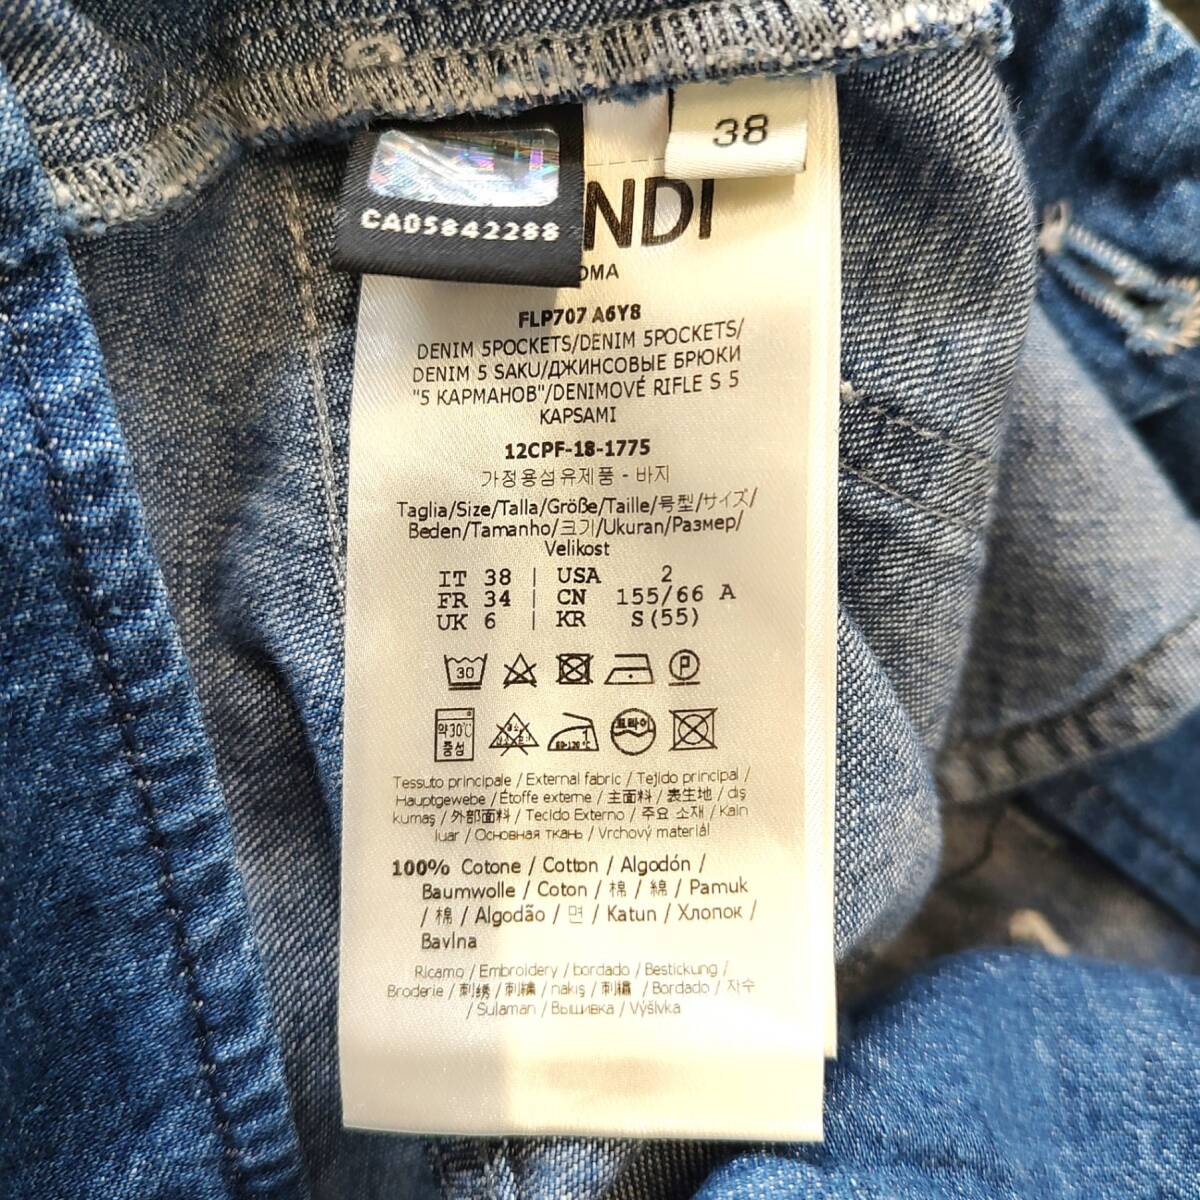 38
CA05842288
NDI
OMA
FLP707 A6Y8
DENIM 5POCKETS/DENIM 5POCKETS/
DENIM 5 SAKU/ДЖИНСОВЫЕ БРЮКИ
"5 КАРМАНОВ"/DENIMOVÉ RIFLE S 5
KAPSAMI
12CPF-18-1775
가정용섬유제품 - 바지
Taglia/Size/Talla/Größe/Taille/号型/サイズ/
Beden/Tamanho/크기/Ukuran/Размер/
Velikost
IT 38 | USA 2
FR 34 | CN 155/66 A
UK 6 | KR S(55)
30 P
약30℃
중성
80-120℃
드라이
Tessuto principale / External fabric / Tejido principal /
Hauptgewebe / Étoffe externe / 主面料 / 表生地 / dış
kumaş / 外部面料 / Tecido Externo / 주요 소재 / Kain
luar / Основная ткань / Vrchový materiál
100% Cotone / Cotton / Algodón /
Baumwolle / Coton / 棉 / 綿 / Pamuk
/ 棉 / Algodão / 면 / Katun / Хлопок /
Bavlna
Ricamo / Embroidery / bordado / Bestickung /
Broderie / 刺绣 / 刺繍 / nakış / 刺繡 / Bordado / 자수
/ Sulaman / Вышивка / Výšivka